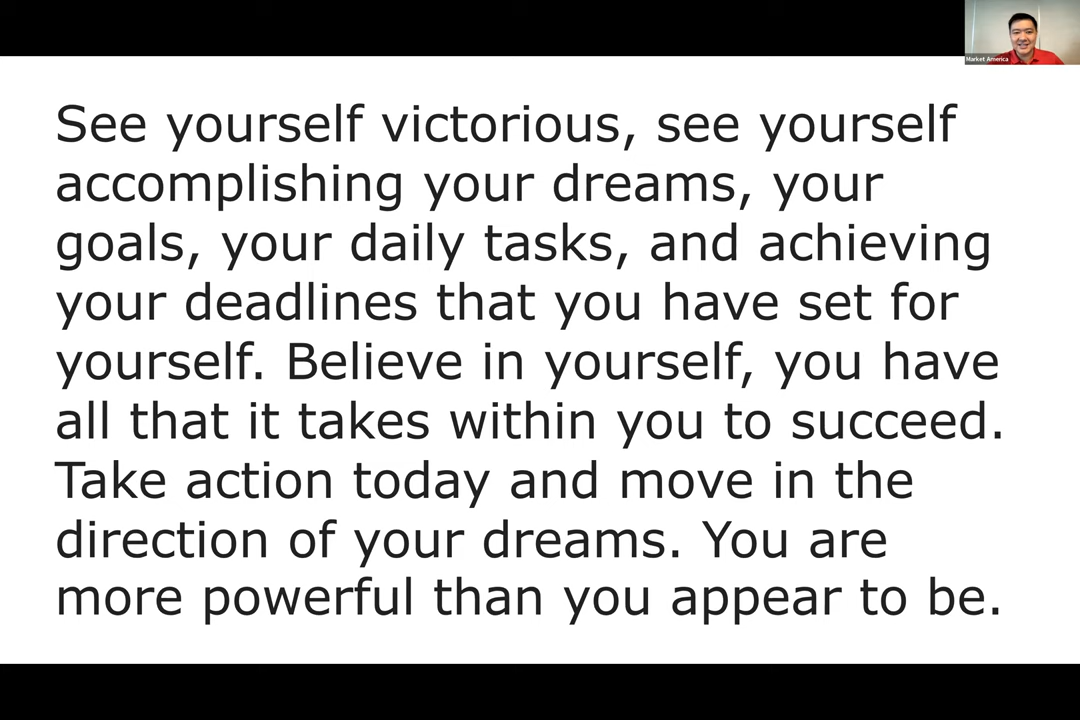 Market America
See yourself victorious, see yourself
accomplishing your dreams, your
goals, your daily tasks, and achieving
your deadlines that you have set for
yourself. Believe in yourself, you have
all that it takes within you to succeed.
Take action today and move in the
direction of your dreams. You are
more powerful than you appear to be.